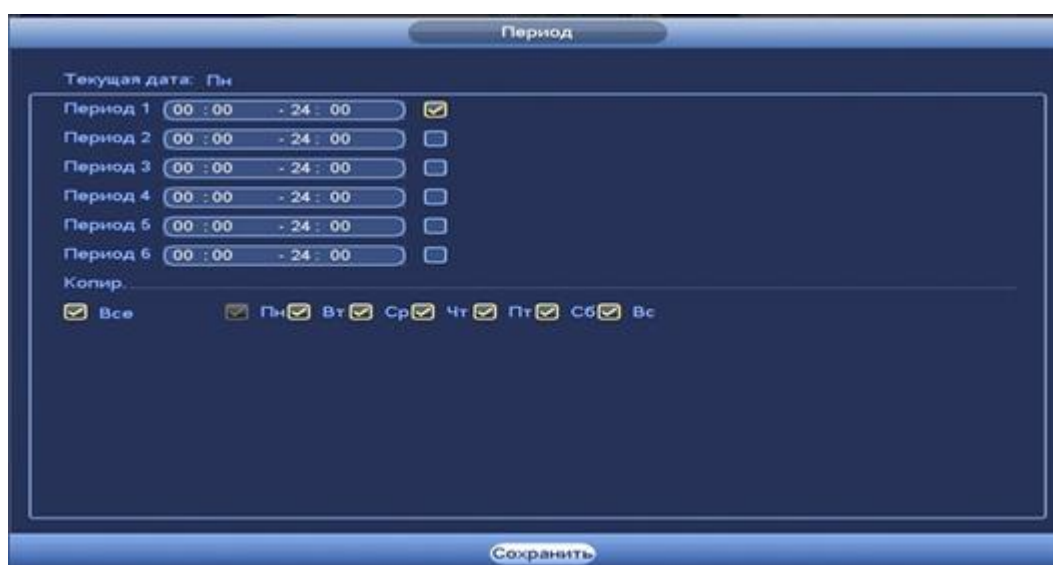 Период
Текущая дата: Пн
Период 1 00 : 00 - 24 : 00
Период 2 00 : 00 - 24 : 00
Период 3 00 : 00 - 24 : 00
Период 4 00 : 00 - 24 : 00
Период 5 00 : 00 - 24 : 00
Период 6 00 : 00 - 24 : 00
Копир.
Все Пн Вт Ср Чт Пт Сб Вс
Сохранить